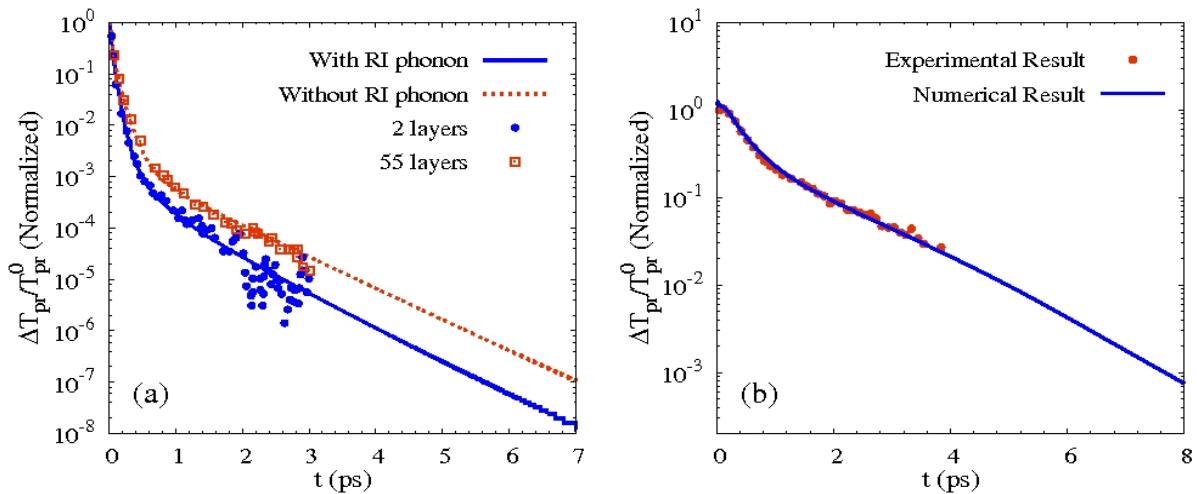 10^0
10^-1
10^-2
10^-3
10^-4
10^-5
10^-6
10^-7
10^-8
ΔT_pr/T_pr^0 (Normalized)
With RI phonon
Without RI phonon
2 layers
55 layers
(a)
0 1 2 3 4 5 6 7
t (ps)
10^1
10^0
10^-1
10^-2
10^-3
ΔT_pr/T_pr^0 (Normalized)
Experimental Result
Numerical Result
(b)
0 2 4 6 8
t (ps)